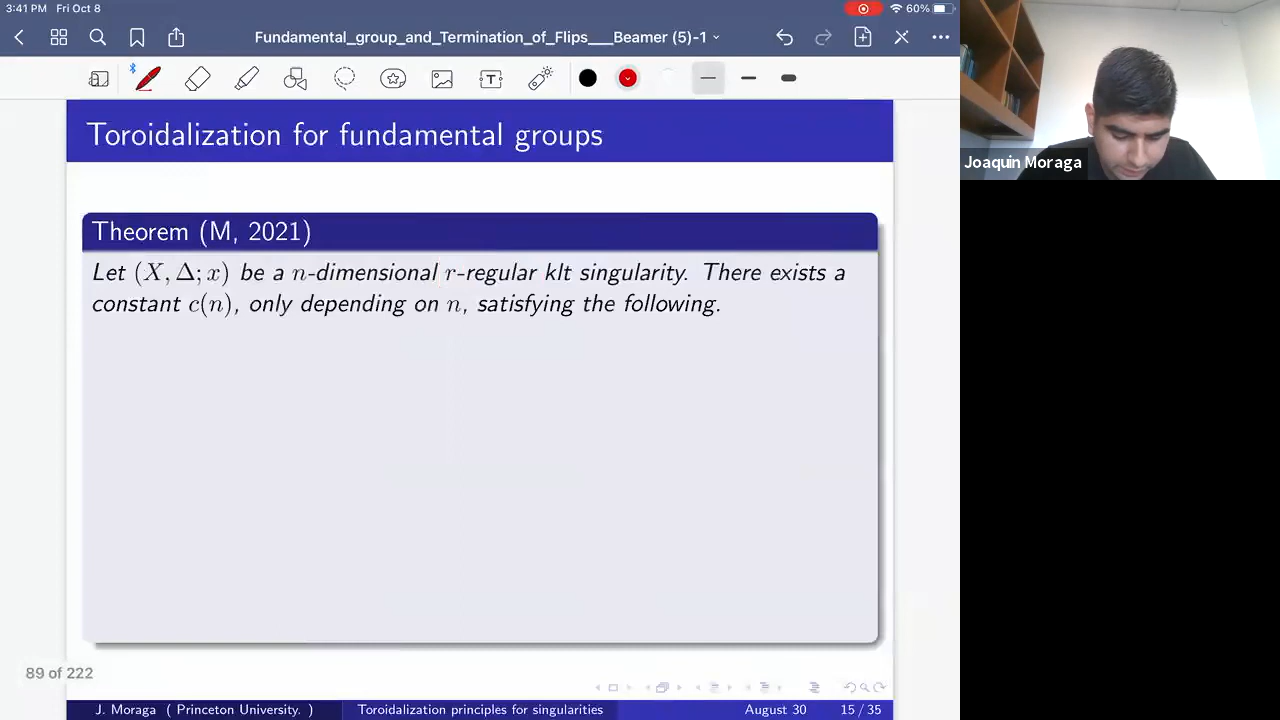 3:41 PM Fri Oct 8
60%
Fundamental_group_and_Termination_of_Flips___Beamer (5)-1
T
Joaquin Moraga
Toroidalization for fundamental groups
Theorem (M, 2021)
Let (X, Δ; x) be a n-dimensional r-regular klt singularity. There exists a
constant c(n), only depending on n, satisfying the following.
89 of 222
J. Moraga ( Princeton University. ) Toroidalization principles for singularities August 30 15 / 35